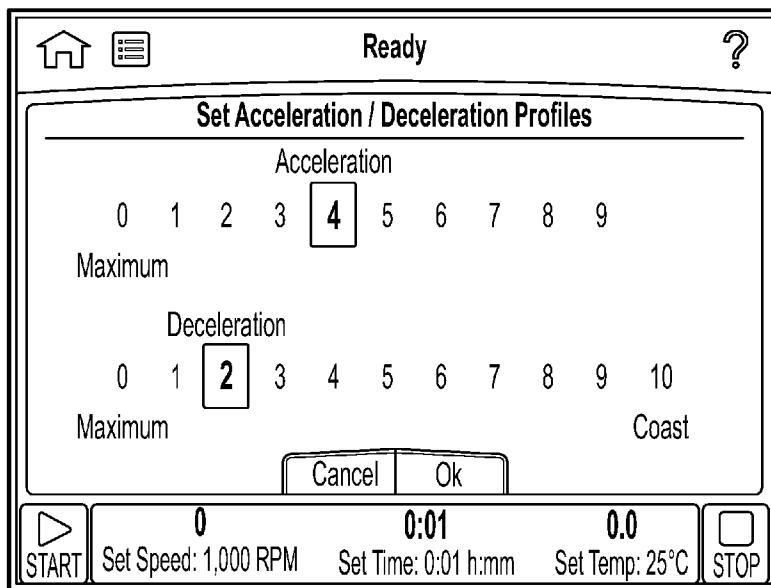 Ready
?
Set Acceleration / Deceleration Profiles
Acceleration
0 1 2 3 4 5 6 7 8 9
Maximum
Deceleration
0 1 2 3 4 5 6 7 8 9 10
Maximum Coast
Cancel Ok
0 0:01 0.0
START Set Speed: 1,000 RPM Set Time: 0:01 h:mm Set Temp: 25°C STOP